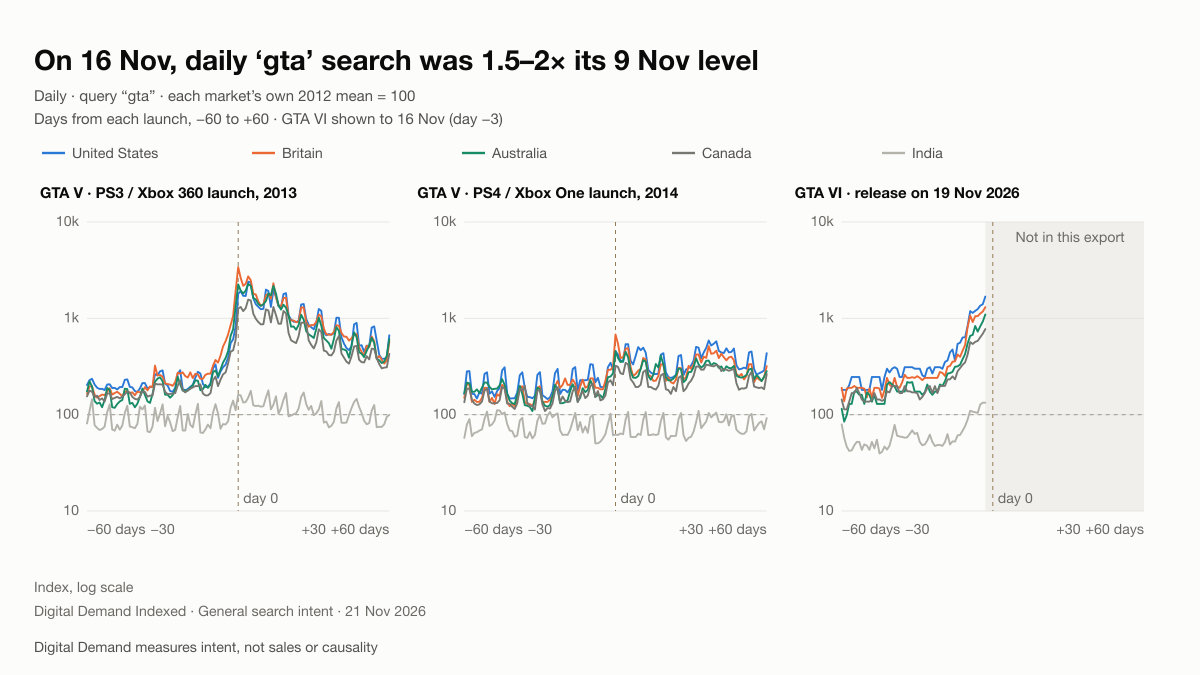 On 16 Nov, daily ‘gta’ search was 1.5–2× its 9 Nov level
Daily · query “gta” · each market’s own 2012 mean = 100
Days from each launch, −60 to +60 · GTA VI shown to 16 Nov (day −3)
United States Britain Australia Canada India
GTA V · PS3 / Xbox 360 launch, 2013
10k
1k
100
10
day 0
−60 days −30 +30 +60 days
GTA V · PS4 / Xbox One launch, 2014
10k
1k
100
10
day 0
−60 days −30 +30 +60 days
GTA VI · release on 19 Nov 2026
10k
Not in this export
1k
100
10
day 0
−60 days −30 +30 +60 days
Index, log scale
Digital Demand Indexed · General search intent · 21 Nov 2026
Digital Demand measures intent, not sales or causality